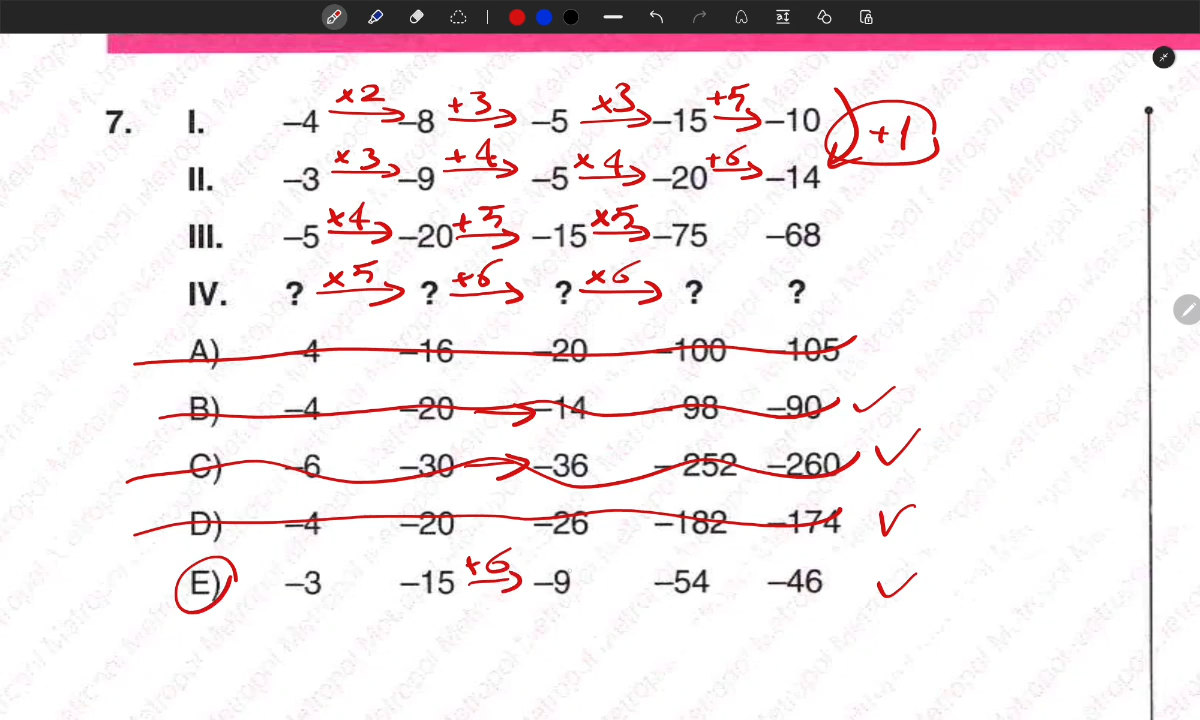 ×2 +3 ×3 +5
7. I. –4 –8 –5 –15 –10 +1
×3 +4 ×4 +6
II. –3 –9 –5 –20 –14
×4 +5 ×5
III. –5 –20 –15 –75 –68
×5 +6 ×6
IV. ? ? ? ? ?
A) –4 –16 –20 –100 –105
B) –4 –20 –14 –98 –90
C) –6 –30 –36 –252 –260
D) –4 –20 –26 –182 –174
+6
E) –3 –15 –9 –54 –46